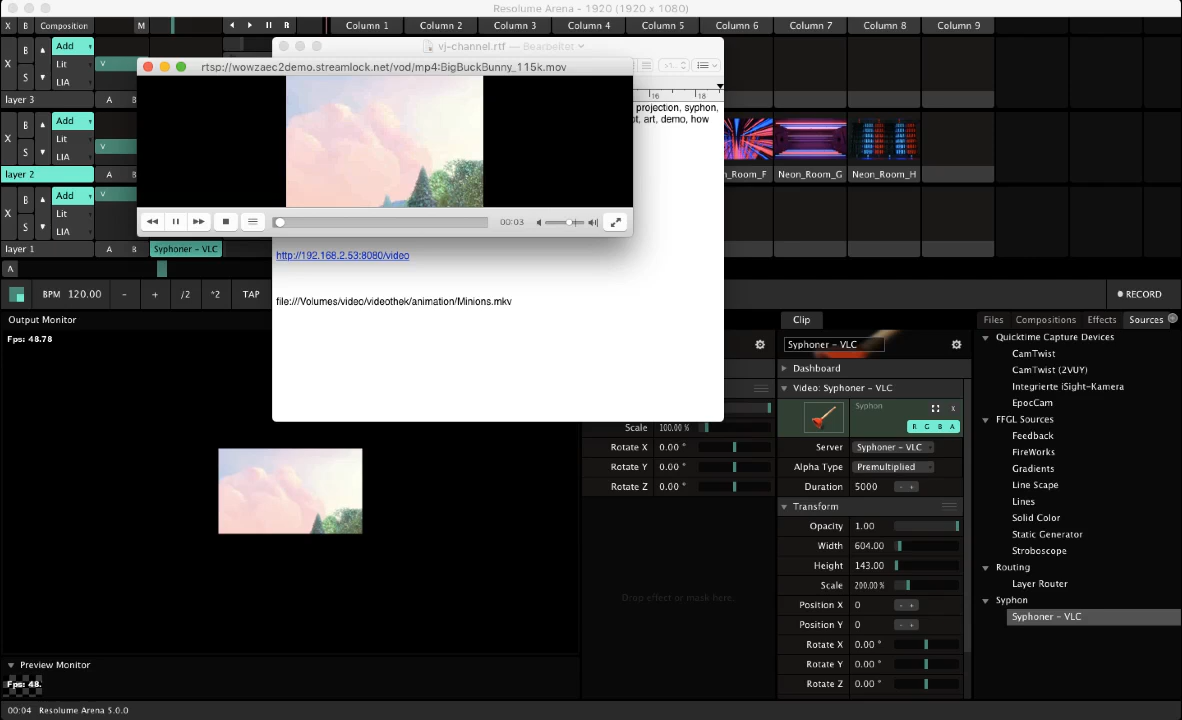 Resolume Arena - 1920 (1920 x 1080)
X B Composition M R Column 1 Column 2 Column 3 Column 4 Column 5 Column 6 Column 7 Column 8 Column 9
vj-channel.rtf — Bearbeitet
X B Add
S Lit V
LIA
layer 3 A B
rtsp://wowzaec2demo.streamlock.net/vod/mp4:BigBuckBunny_115k.mov
16 18
projection, syphon,
art, demo, how
X B Add
S Lit V
LIA
layer 2 A B n_Room_F Neon_Room_G Neon_Room_H
X B Add V
S Lit
LIA
00:03
layer 1 A B Syphoner – VLC
http://192.168.2.53:8080/video
A
BPM 120.00 - + /2 *2 TAP RECORD
file:///Volumes/video/videothek/animation/Minions.mkv
Output Monitor Clip Files Compositions Effects Sources
Fps: 48.78
Syphoner – VLC
Dashboard
Video: Syphoner – VLC
Syphon X
R G B A
Scale 100.00 %
Rotate X 0.00 °
Rotate Y 0.00 °
Rotate Z 0.00 °
Server Syphoner – VLC
Alpha Type Premultiplied
Duration 5000 - +
Transform
Opacity 1.00
Width 604.00
Height 143.00
Scale 200.00 %
Position X 0 - +
Position Y 0 - +
Rotate X 0.00 °
Rotate Y 0.00 °
Rotate Z 0.00 °
Drop effect or mask here.
Quicktime Capture Devices
CamTwist
CamTwist (2VUY)
Integrierte iSight-Kamera
EpocCam
FFGL Sources
Feedback
FireWorks
Gradients
Line Scape
Lines
Solid Color
Static Generator
Stroboscope
Routing
Layer Router
Syphon
Syphoner – VLC
Preview Monitor
Fps: 48.
00:04 Resolume Arena 5.0.0